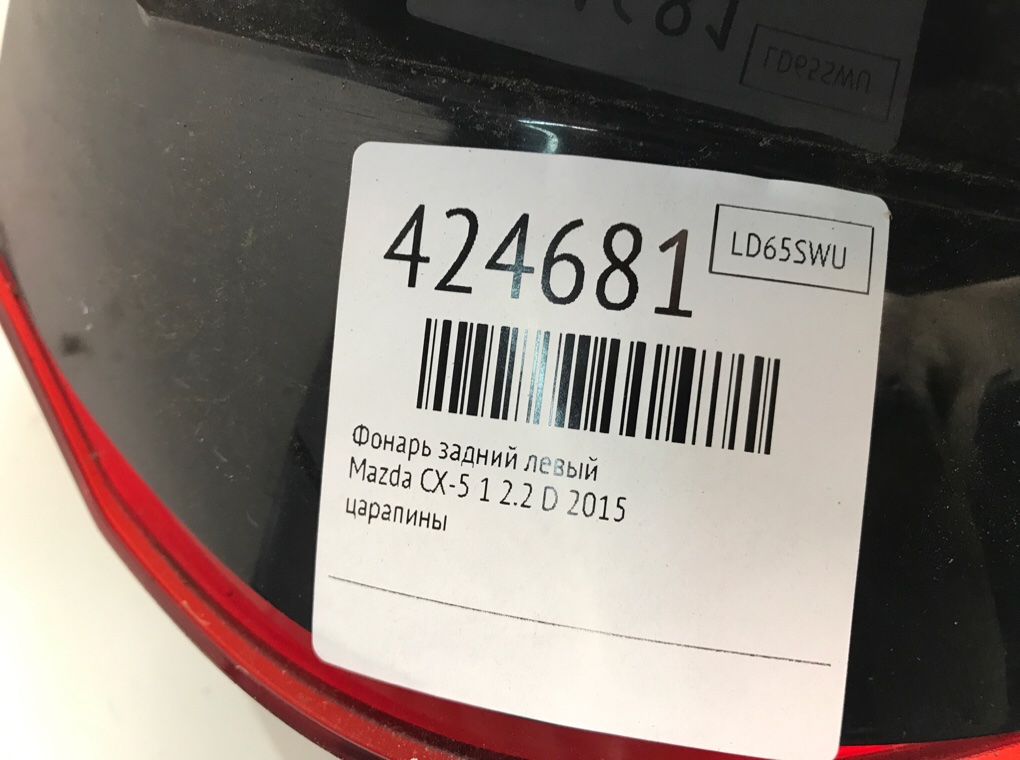 424681
LD65SWU
Фонарь задний левый
Mazda CX-5 1 2.2 D 2015
царапины